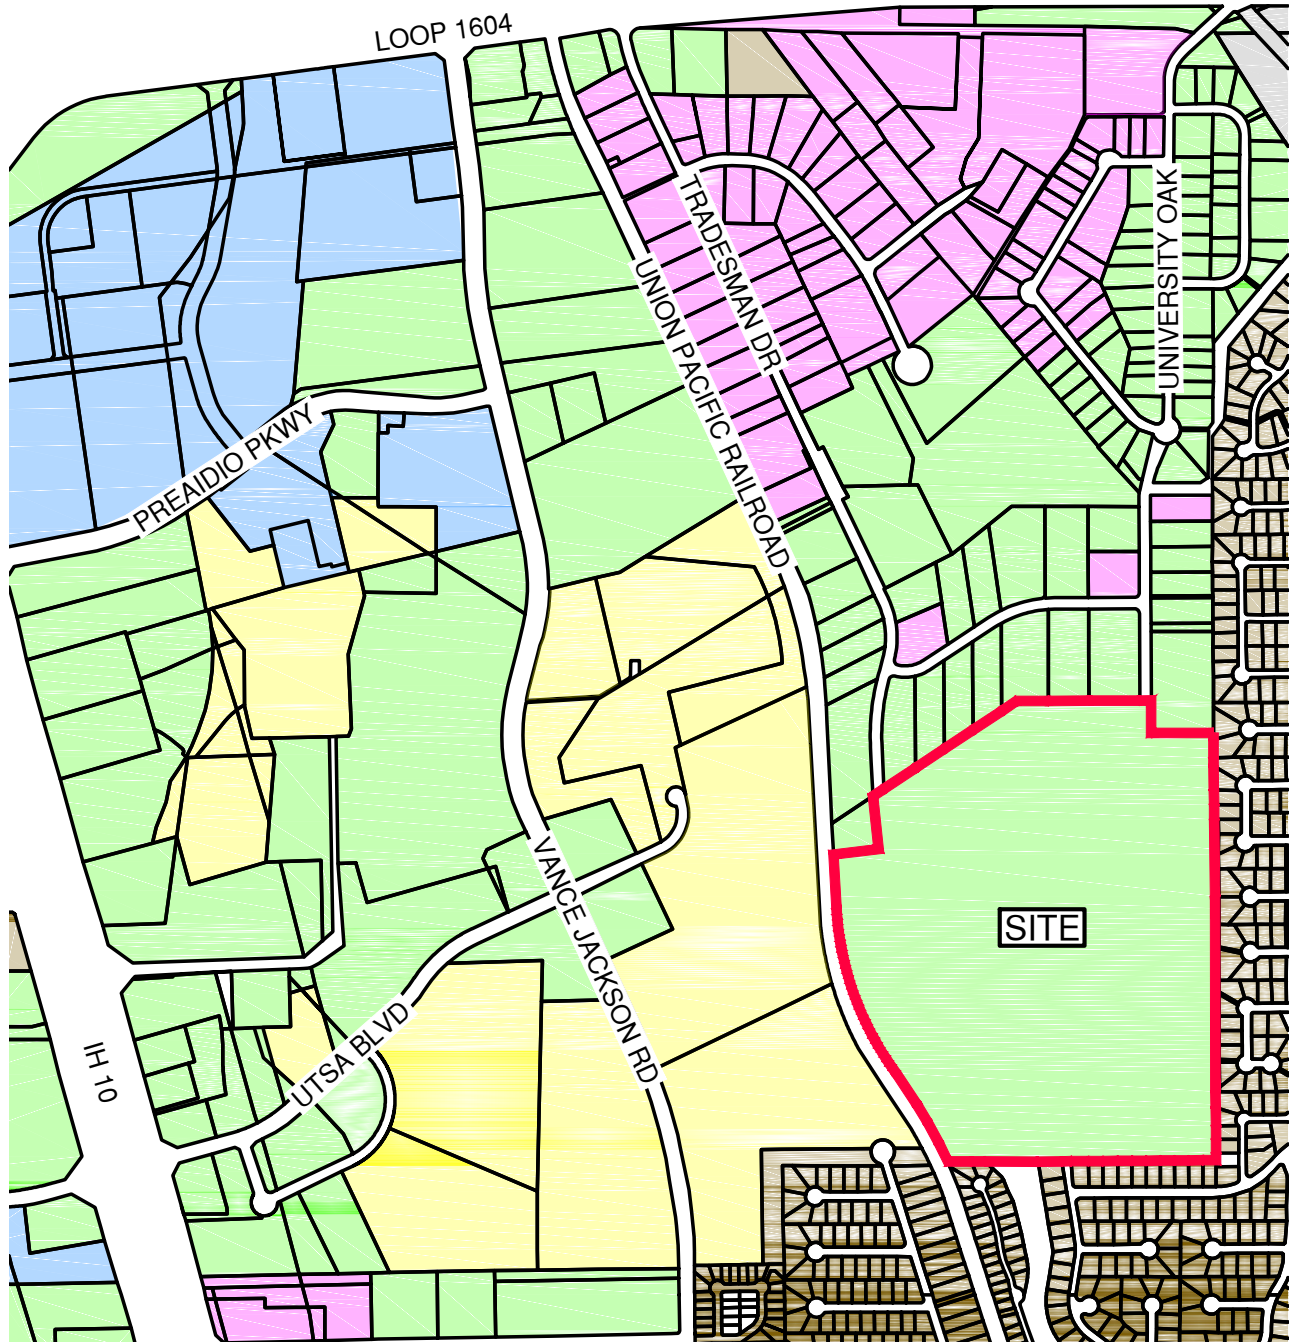 LOOP 1604
TRADESMAN DR
UNIVERSITY OAK
UNION PACIFIC RAILROAD
PREAIDIO PKWY
VANCE JACKSON RD
SITE
UTSA BLVD
IH 10